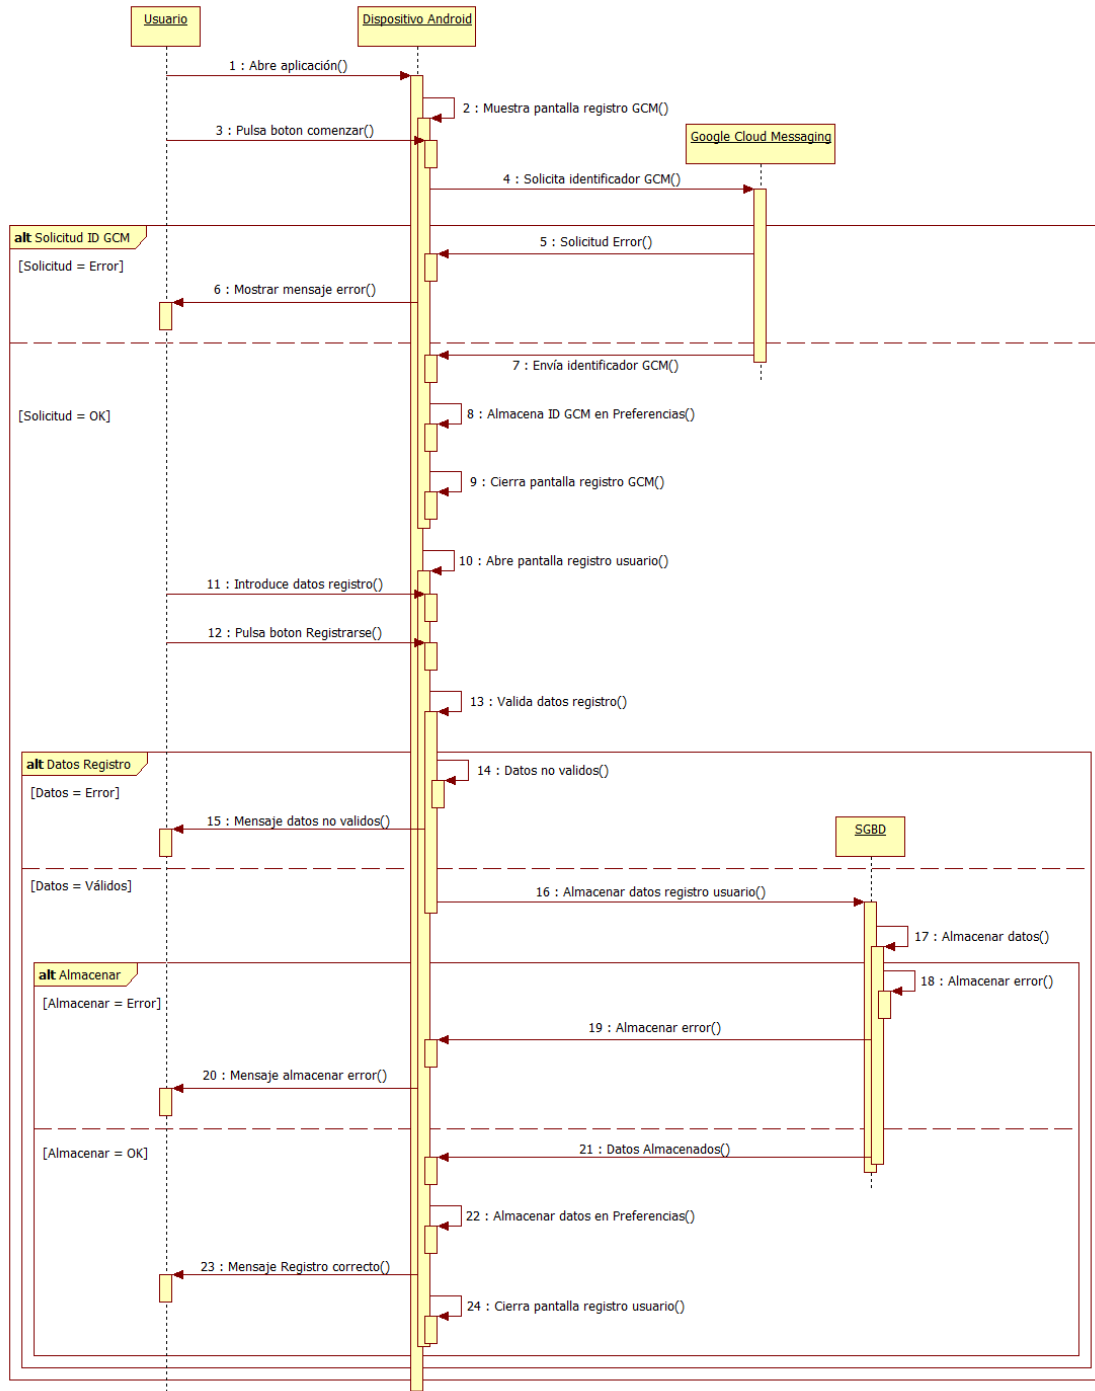 Usuario
Dispositivo Android
1 : Abre aplicación()
2 : Muestra pantalla registro GCM()
3 : Pulsa boton comenzar()
Google Cloud Messaging
4 : Solicita identificador GCM()
alt Solicitud ID GCM
5 : Solicitud Error()
[Solicitud = Error]
6 : Mostrar mensaje error()
7 : Envía identificador GCM()
[Solicitud = OK]
8 : Almacena ID GCM en Preferencias()
9 : Cierra pantalla registro GCM()
10 : Abre pantalla registro usuario()
11 : Introduce datos registro()
12 : Pulsa boton Registrarse()
13 : Valida datos registro()
alt Datos Registro
14 : Datos no validos()
[Datos = Error]
15 : Mensaje datos no validos()
SGBD
[Datos = Válidos]
16 : Almacenar datos registro usuario()
17 : Almacenar datos()
alt Almacenar
18 : Almacenar error()
[Almacenar = Error]
19 : Almacenar error()
20 : Mensaje almacenar error()
21 : Datos Almacenados()
[Almacenar = OK]
22 : Almacenar datos en Preferencias()
23 : Mensaje Registro correcto()
24 : Cierra pantalla registro usuario()